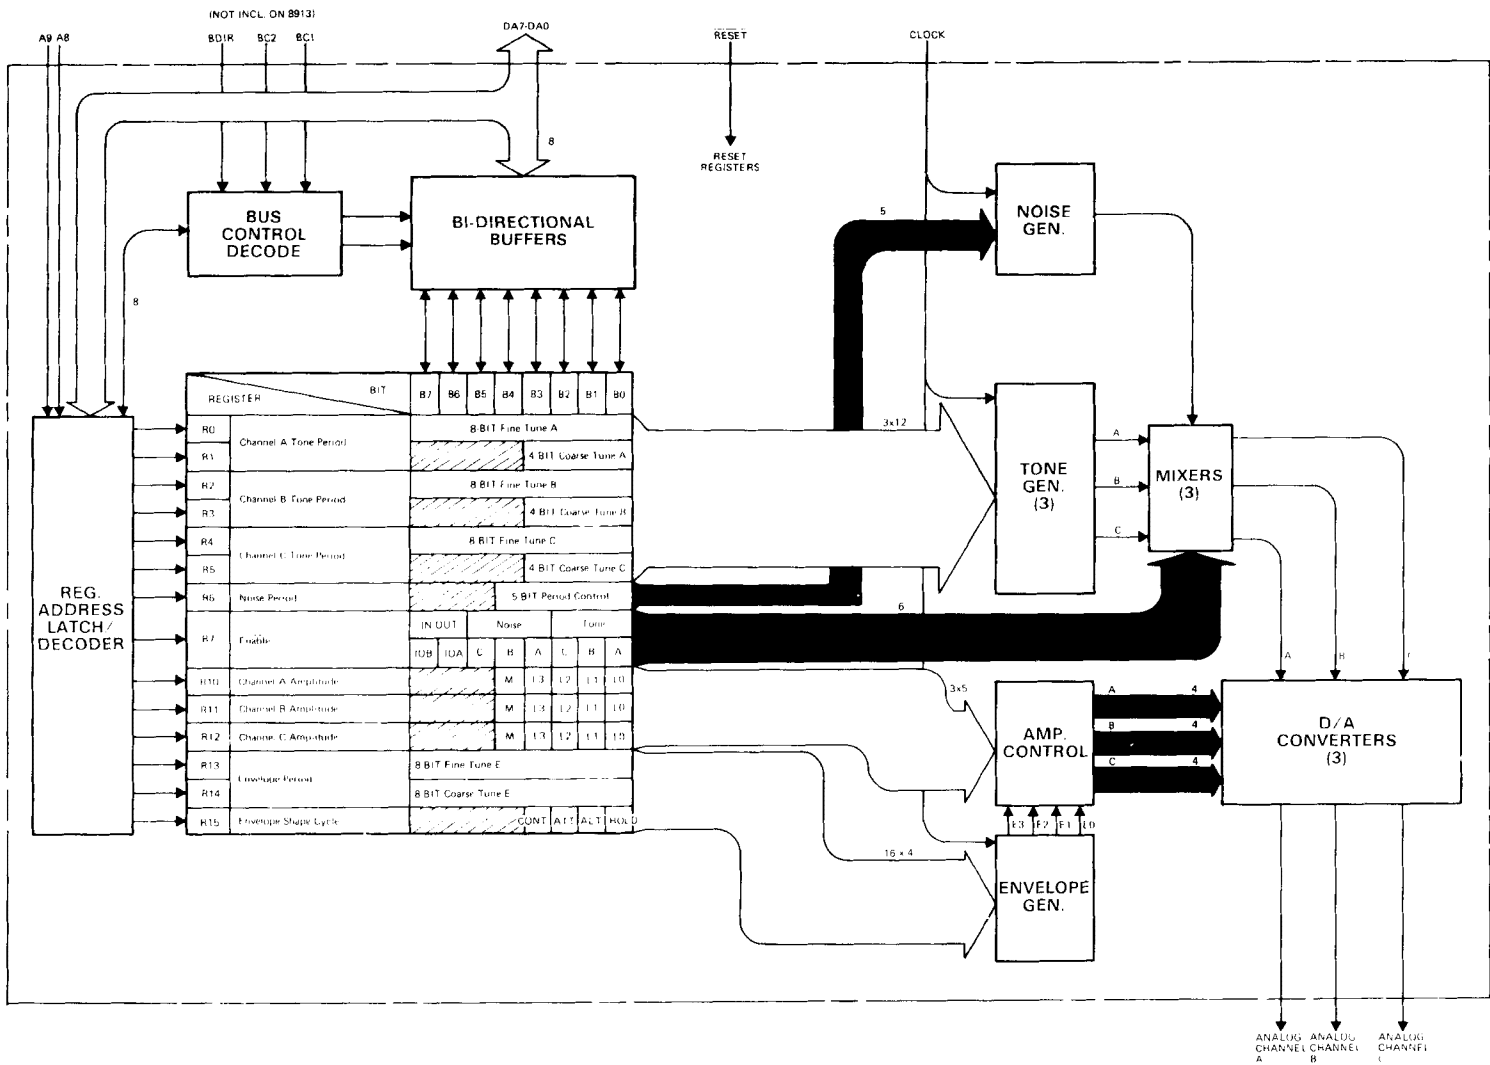 (NOT INCL. ON 8913)
A9 A8
BDIR BC2 BC1
DA7-DA0
RESET
CLOCK
8
RESET
REGISTERS
BUS
CONTROL
DECODE
BI-DIRECTIONAL
BUFFERS
5
NOISE
GEN.
8
REGISTER
BIT
B7 B6 B5 B4 B3 B2 B1 B0
R0
Channel A Tone Period
8-BIT Fine Tune A
R1
4 BIT Coarse Tune A
R2
Channel B Tone Period
8 BIT Fine Tune B
R3
4 BIT Coarse Tune B
R4
Channel C Tone Period
8 BIT Fine Tune C
R5
4 BIT Coarse Tune C
R6
Noise Period
5 BIT Period Control
R7
Enable
IN OUT Noise Tone
IOB IOA C B A C B A
R10 Channel A Amplitude M L3 L2 L1 L0
R11 Channel B Amplitude M L3 L2 L1 L0
R12 Channel C Amplitude M L3 L2 L1 L0
R13
Envelope Period
8 BIT Fine Tune E
R14
8 BIT Coarse Tune E
R15 Envelope Shape Cycle CONT ATT ALT HOLD
REG.
ADDRESS
LATCH/
DECODER
3x12
TONE
GEN.
(3)
A
B
C
MIXERS
(3)
6
A B
3x5
AMP.
CONTROL
A 4
B 4
C 4
D/A
CONVERTERS
(3)
E3 E2 E1 E0
16 x 4
ENVELOPE
GEN.
ANALOG
CHANNEL
A
ANALOG
CHANNEL
B
ANALOG
CHANNEL